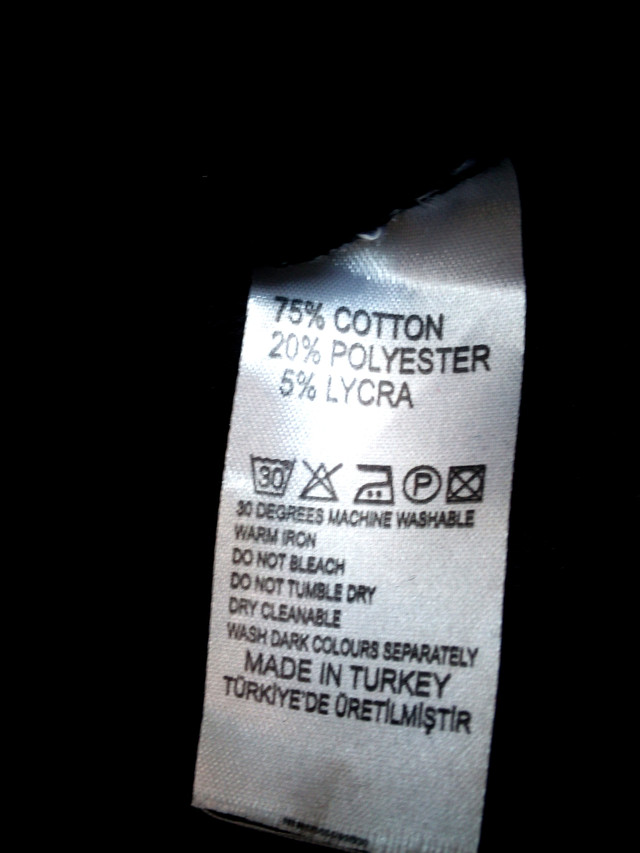 75% COTTON
20% POLYESTER
5% LYCRA
30 P
30 DEGREES MACHINE WASHABLE
WARM IRON
DO NOT BLEACH
DO NOT TUMBLE DRY
DRY CLEANABLE
WASH DARK COLOURS SEPARATELY
MADE IN TURKEY
TÜRKİYE'DE ÜRETİLMİŞTİR